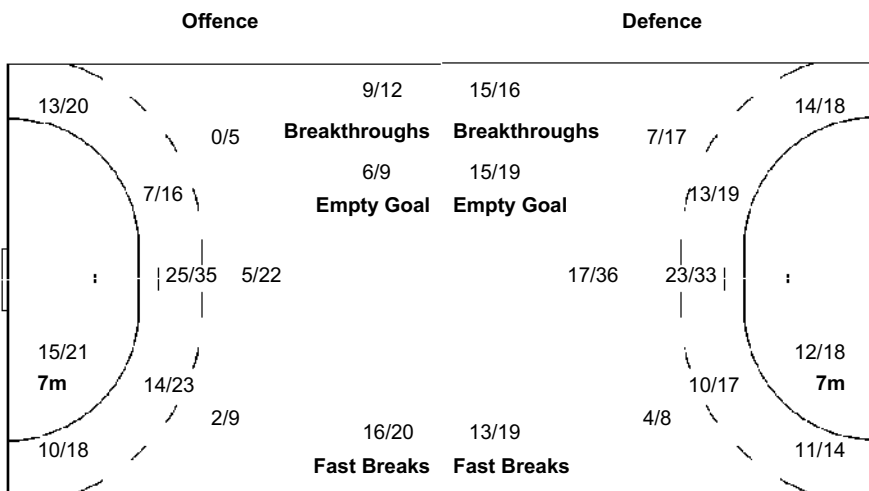 Offence Defence
9/12 15/16
13/20 14/18
Breakthroughs Breakthroughs
0/5 7/17
6/9 15/19
7/16 13/19
Empty Goal Empty Goal
25/35 5/22 17/36 23/33
15/21 12/18
7m 7m
14/23 10/17
2/9 4/8
16/20 13/19
10/18 11/14
Fast Breaks Fast Breaks